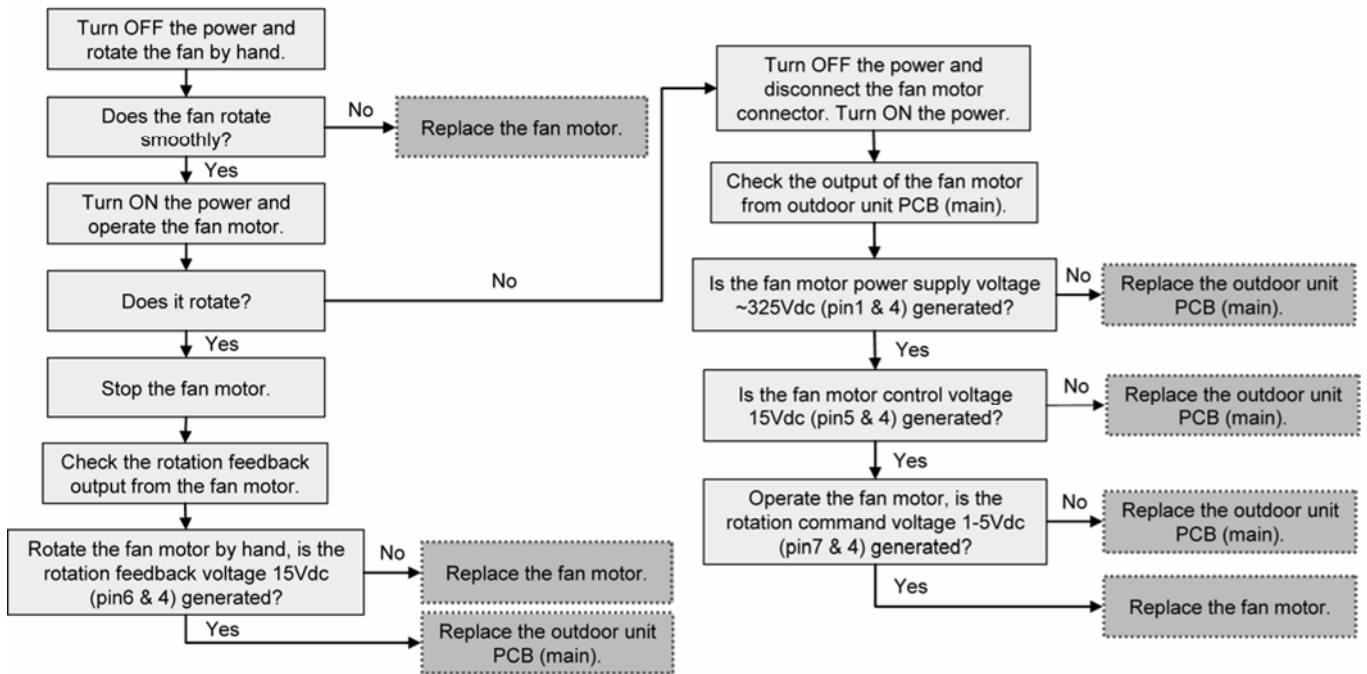 Turn OFF the power and
rotate the fan by hand.
Does the fan rotate
smoothly?
No
Replace the fan motor.
Yes
Turn ON the power and
operate the fan motor.
Does it rotate?
No
Yes
Stop the fan motor.
Check the rotation feedback
output from the fan motor.
Rotate the fan motor by hand, is the
rotation feedback voltage 15Vdc
(pin6 & 4) generated?
No
Replace the fan motor.
Yes
Replace the outdoor unit
PCB (main).
Turn OFF the power and
disconnect the fan motor
connector. Turn ON the power.
Check the output of the fan motor
from outdoor unit PCB (main).
Is the fan motor power supply voltage
~325Vdc (pin1 & 4) generated?
No
Replace the outdoor unit
PCB (main).
Yes
Is the fan motor control voltage
15Vdc (pin5 & 4) generated?
No
Replace the outdoor unit
PCB (main).
Yes
Operate the fan motor, is the
rotation command voltage 1-5Vdc
(pin7 & 4) generated?
No
Replace the outdoor unit
PCB (main).
Yes
Replace the fan motor.